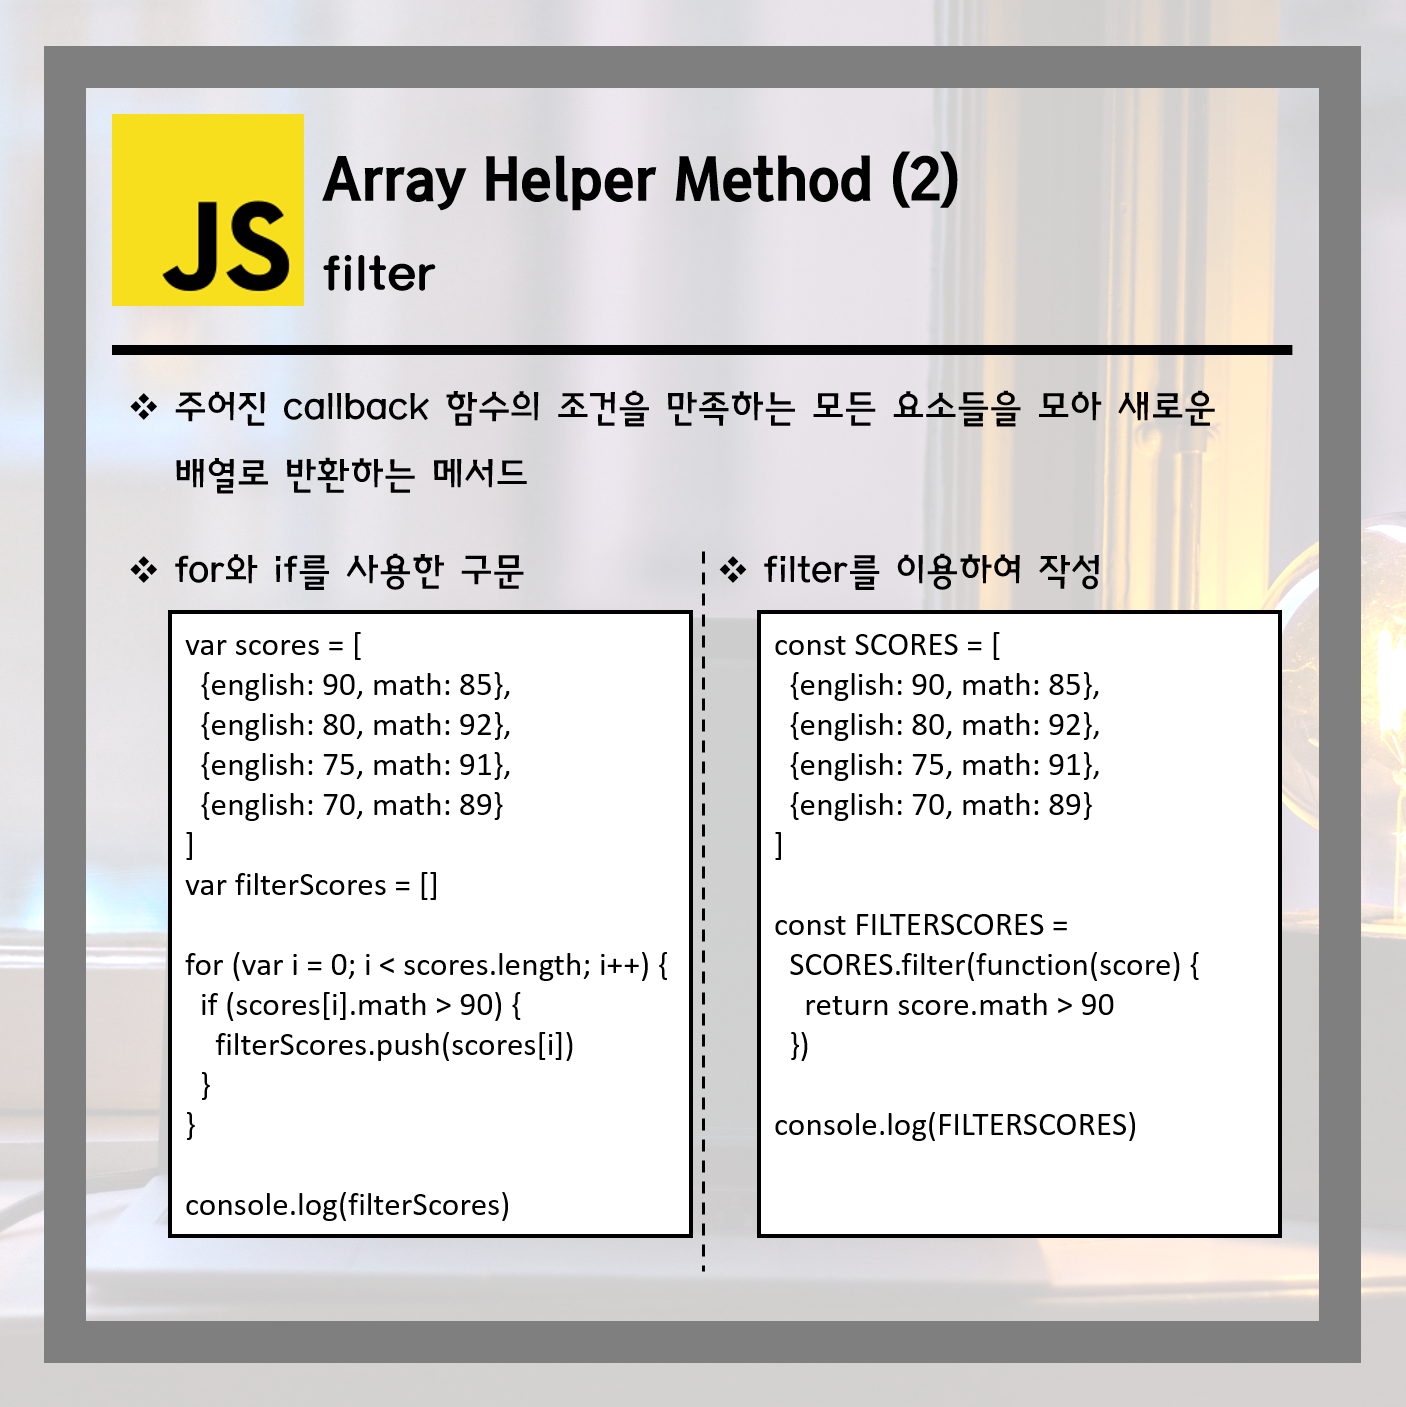 JS
Array Helper Method (2)
filter
❖ 주어진 callback 함수의 조건을 만족하는 모든 요소들을 모아 새로운
배열로 반환하는 메서드
❖ for와 if를 사용한 구문
var scores = [
  {english: 90, math: 85},
  {english: 80, math: 92},
  {english: 75, math: 91},
  {english: 70, math: 89}
]
var filterScores = []

for (var i = 0; i < scores.length; i++) {
  if (scores[i].math > 90) {
    filterScores.push(scores[i])
  }
}

console.log(filterScores)
❖ filter를 이용하여 작성
const SCORES = [
  {english: 90, math: 85},
  {english: 80, math: 92},
  {english: 75, math: 91},
  {english: 70, math: 89}
]

const FILTERSCORES =
  SCORES.filter(function(score) {
    return score.math > 90
  })

console.log(FILTERSCORES)